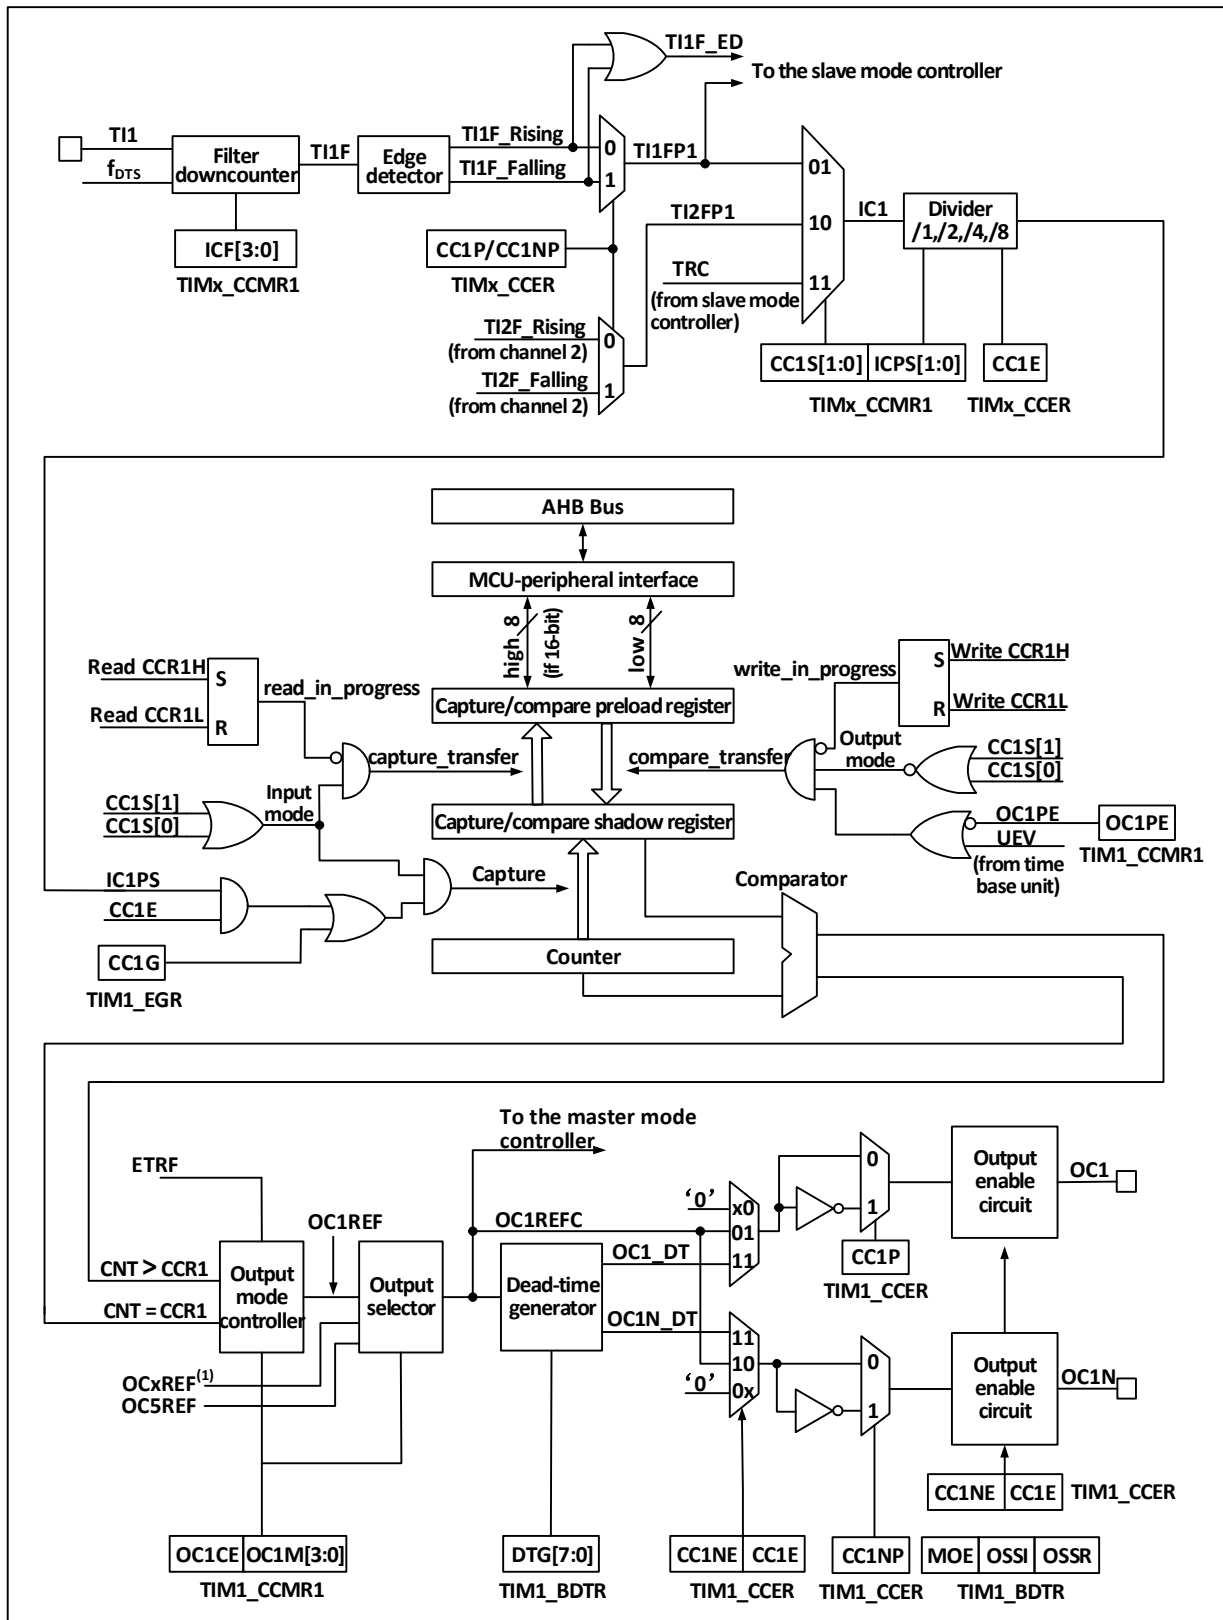 TI1F_ED
To the slave mode controller
TI1
f_DTS
Filter
downcounter
TI1F
Edge
detector
TI1F_Rising
TI1F_Falling
0
1
TI1FP1
01
10
11
TI2FP1
TRC
(from slave mode
controller)
IC1
Divider
/1,/2,/4,/8
ICF[3:0]
TIMx_CCMR1
CC1P/CC1NP
TIMx_CCER
TI2F_Rising
(from channel 2)
TI2F_Falling
(from channel 2)
0
1
CC1S[1:0]
ICPS[1:0]
TIMx_CCMR1
CC1E
TIMx_CCER
AHB Bus
MCU-peripheral interface
high
8
(if 16-bit)
low
8
Read CCR1H
Read CCR1L
S
R
read_in_progress
write_in_progress
S
R
Write CCR1H
Write CCR1L
Capture/compare preload register
capture_transfer
compare_transfer
Output
mode
CC1S[1]
CC1S[0]
Input
mode
CC1S[1]
CC1S[0]
Capture/compare shadow register
OC1PE
UEV
(from time
base unit)
OC1PE
TIM1_CCMR1
IC1PS
CC1E
Capture
Comparator
CC1G
TIM1_EGR
Counter
To the master mode
controller
ETRF
OC1REF
OC1REFC
CNT > CCR1
CNT = CCR1
Output
mode
controller
Output
selector
Dead-time
generator
OC1_DT
OC1N_DT
‘0’
x0
01
11
11
10
0x
‘0’
0
1
CC1P
TIM1_CCER
Output
enable
circuit
OC1
0
1
Output
enable
circuit
OC1N
OCxREF(1)
OC5REF
CC1NE
CC1E
TIM1_CCER
OC1CE
OC1M[3:0]
TIM1_CCMR1
DTG[7:0]
TIM1_BDTR
CC1NE
CC1E
TIM1_CCER
CC1NP
TIM1_CCER
MOE
OSSI
OSSR
TIM1_BDTR